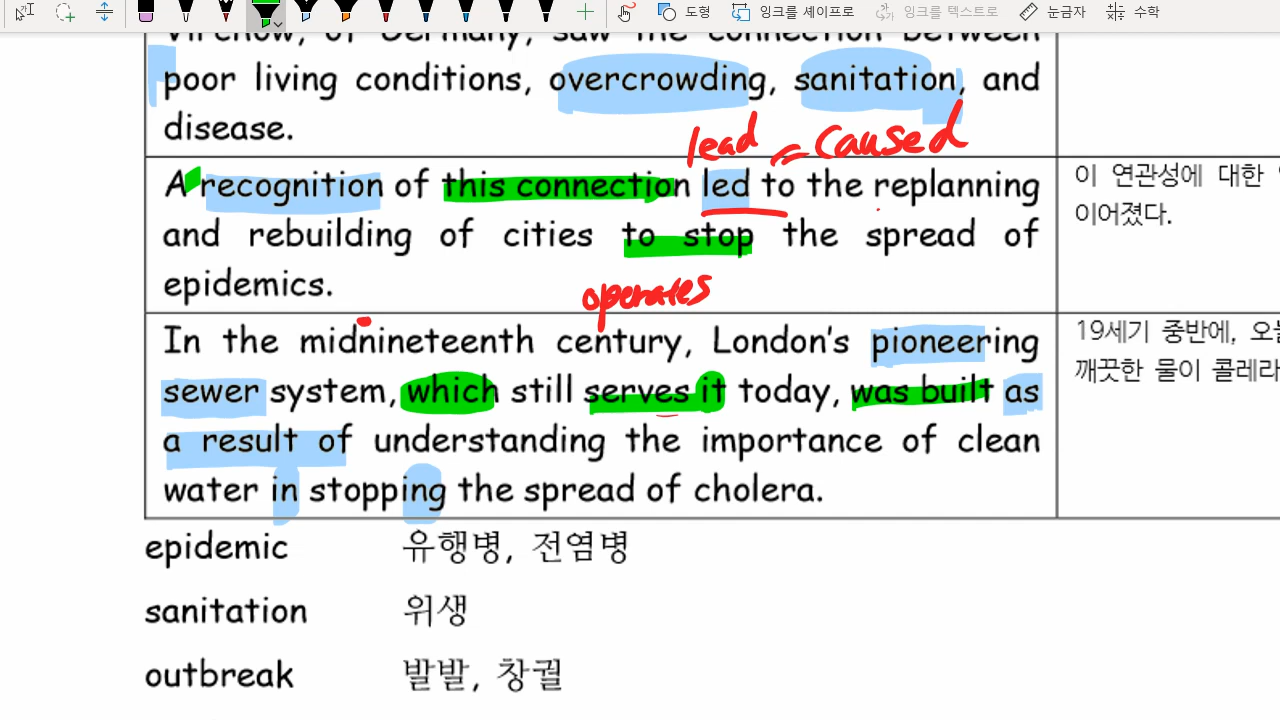 도형 잉크를 셰이프로 잉크를 텍스트로 눈금자 수학
Virchow, of Germany, saw the connection between
poor living conditions, overcrowding, sanitation, and
disease.
lead = caused
A recognition of this connection led to the replanning
and rebuilding of cities to stop the spread of
epidemics.
이 연관성에 대한
이어졌다.
operates
In the midnineteenth century, London's pioneering
sewer system, which still serves it today, was built as
a result of understanding the importance of clean
water in stopping the spread of cholera.
19세기 중반에,
깨끗한 물이 콜레라
epidemic 유행병, 전염병
sanitation 위생
outbreak 발발, 창궐